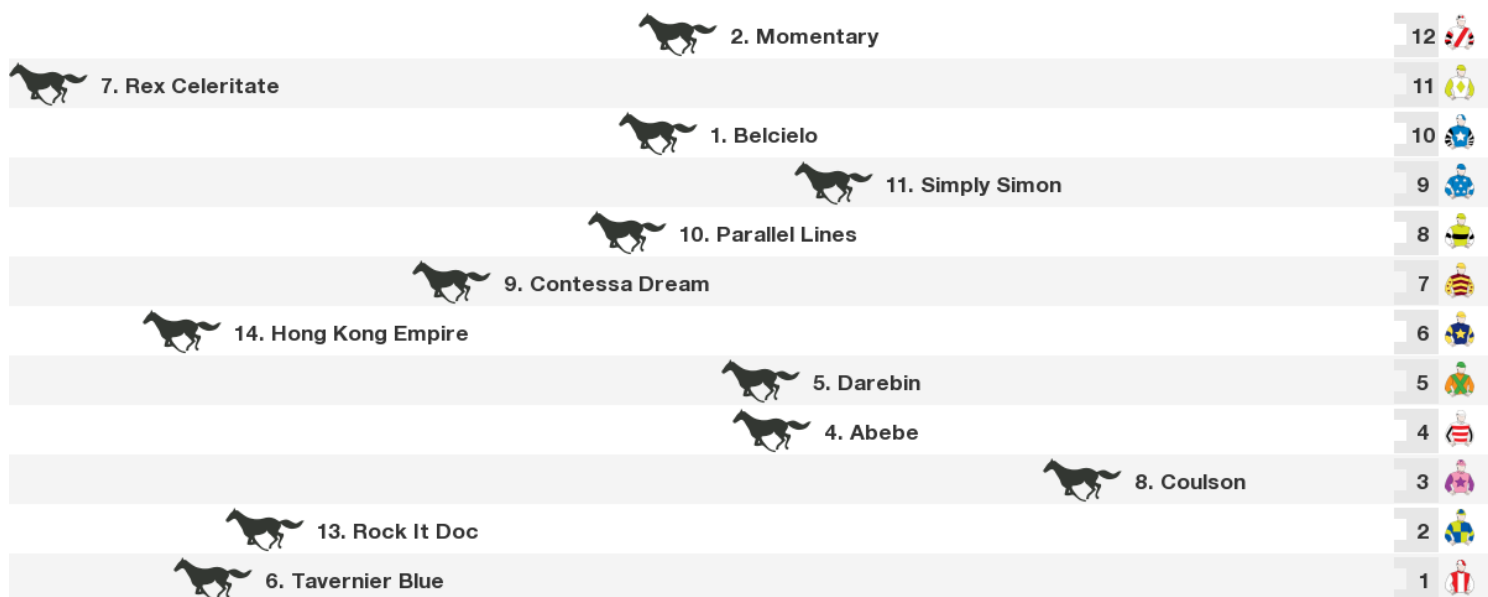 2. Momentary 12
7. Rex Celeritate 11
1. Belcielo 10
11. Simply Simon 9
10. Parallel Lines 8
9. Contessa Dream 7
14. Hong Kong Empire 6
5. Darebin 5
4. Abebe 4
8. Coulson 3
13. Rock It Doc 2
6. Tavernier Blue 1